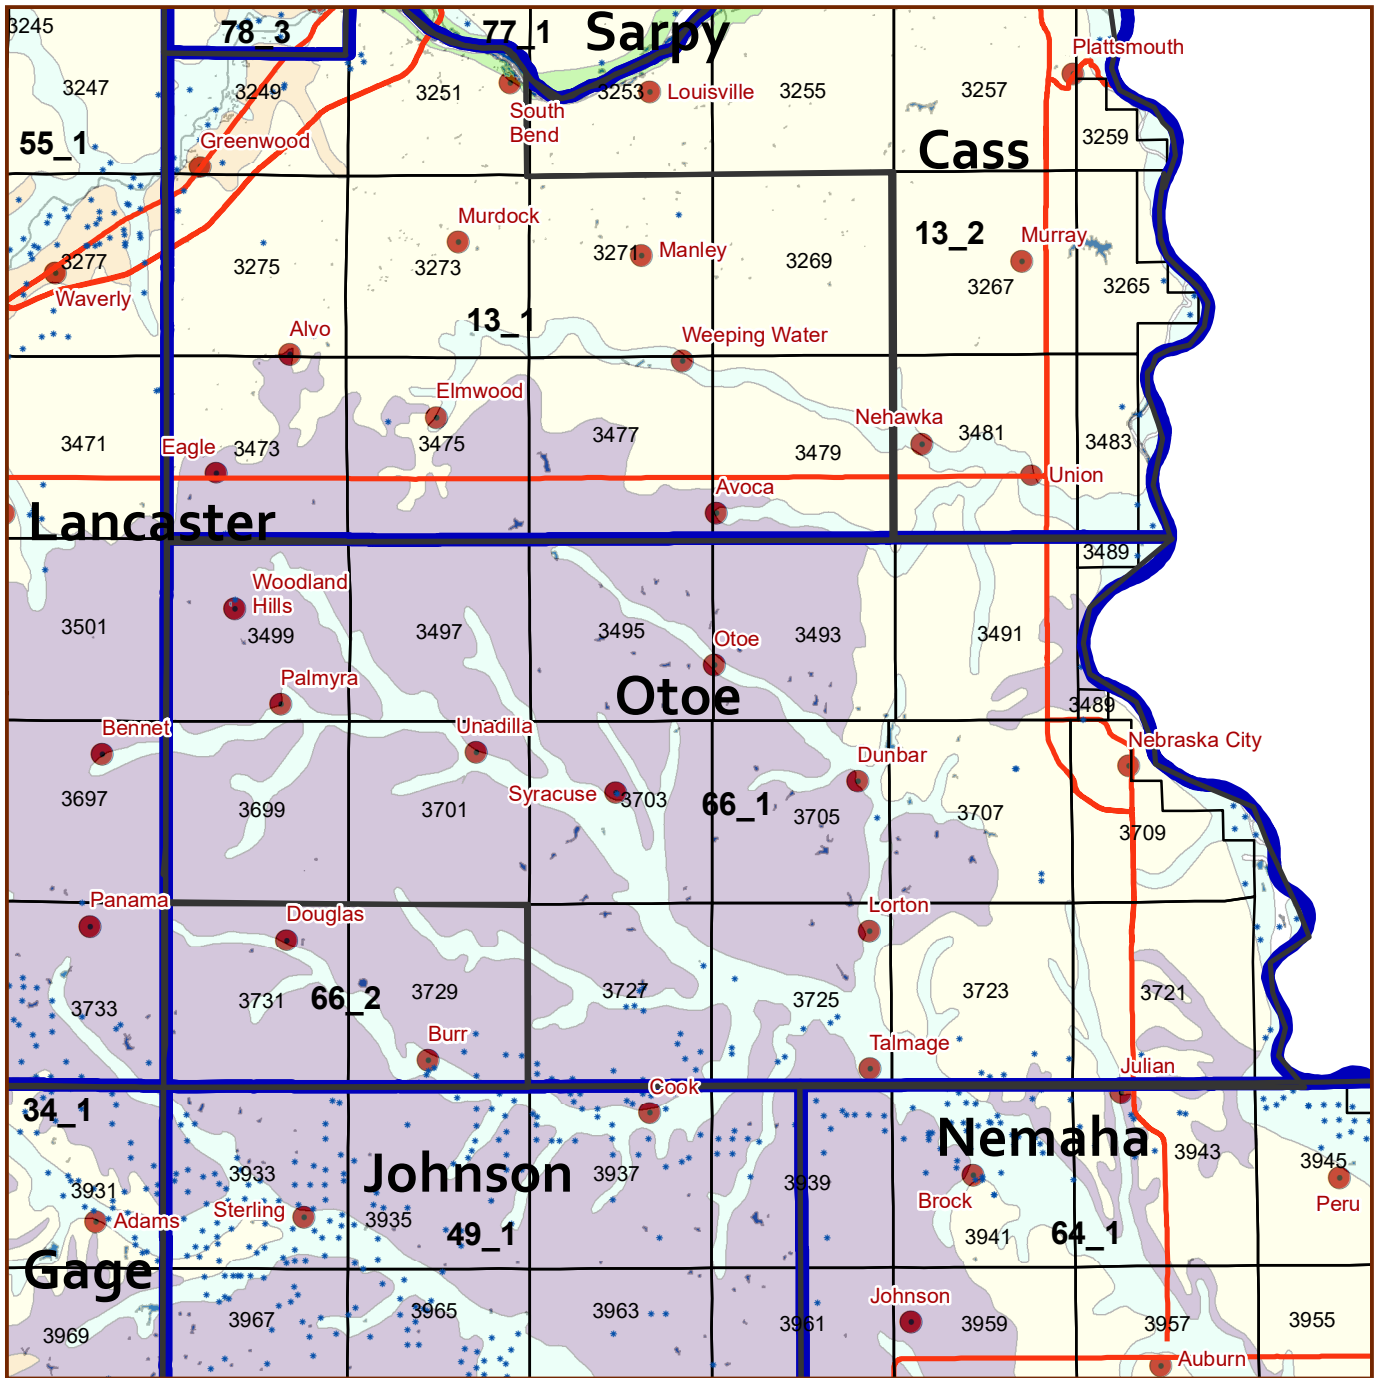 3245
78_3
77_1
Sarpy
Plattsmouth
3247
3249
3251
3253
Louisville
3255
3257
South
Bend
55_1
Greenwood
Cass
3259
Murdock
13_2
Murray
3277
3275
3273
3271
Manley
3269
3267
3265
Waverly
Alvo
13_1
Weeping Water
Elmwood
Nehawka
3471
Eagle
3473
3475
3477
3479
3481
3483
Union
Avoca
Lancaster
3489
Woodland
Hills
3501
3499
3497
3495
Otoe
3493
3491
Palmyra
Otoe
3489
Bennet
Unadilla
Dunbar
Nebraska City
3697
3699
3701
Syracuse
3703
66_1
3705
3707
3709
Panama
Douglas
Lorton
3733
3731
66_2
3729
3727
3725
3723
3721
Burr
Talmage
Julian
Cook
34_1
Nemaha
3933
Johnson
3937
3939
3943
3945
3931
Adams
Sterling
3935
49_1
Brock
3941
64_1
Peru
Gage
Johnson
3969
3967
3965
3963
3961
3959
3957
3955
Auburn